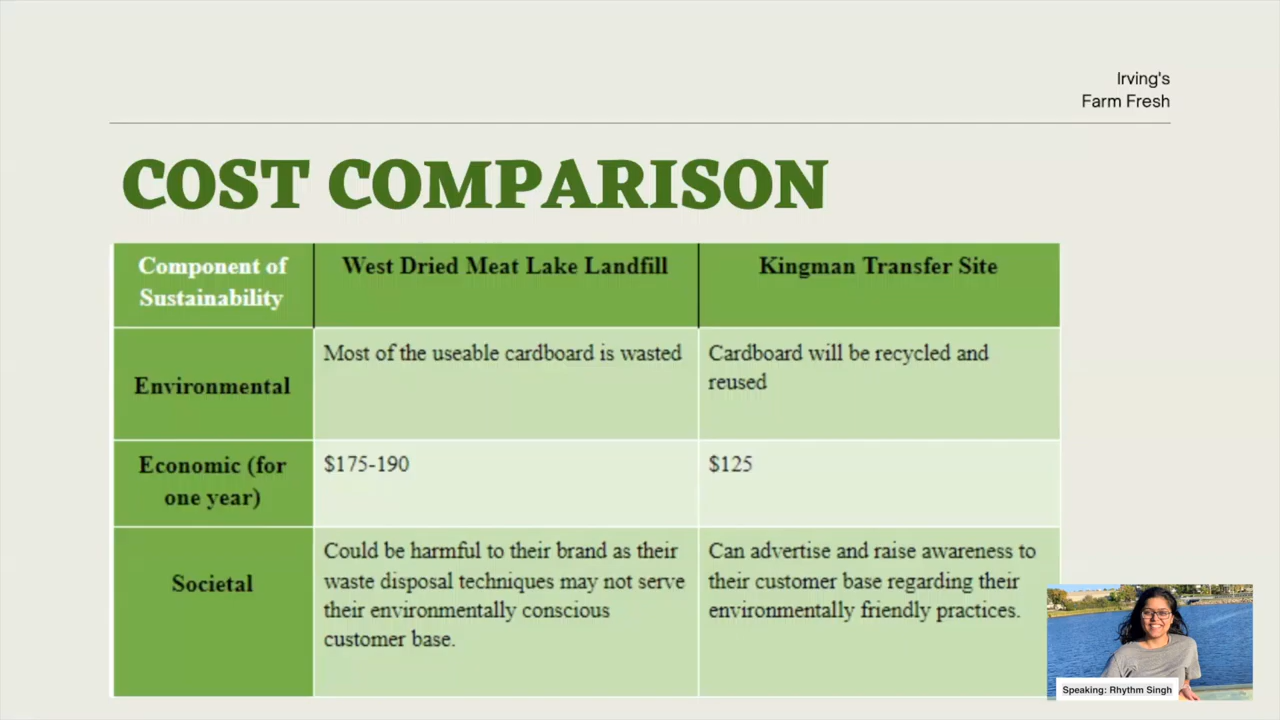 Irving's
Farm Fresh
COST COMPARISON
Component of
Sustainability
West Dried Meat Lake Landfill
Kingman Transfer Site
Environmental
Most of the useable cardboard is wasted
Cardboard will be recycled and
reused
Economic (for
one year)
$175-190
$125
Societal
Could be harmful to their brand as their
waste disposal techniques may not serve
their environmentally conscious
customer base.
Can advertise and raise awareness to
their customer base regarding their
environmentally friendly practices.
Speaking: Rhythm Singh